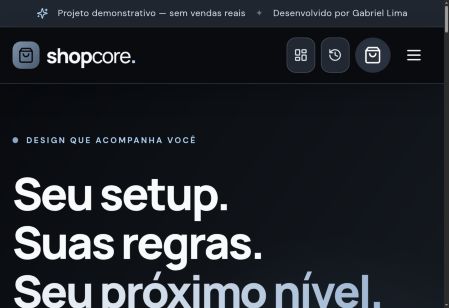 Projeto demonstrativo — sem vendas reais ✦ Desenvolvido por Gabriel Lima
shopcore.
DESIGN QUE ACOMPANHA VOCÊ
Seu setup.
Suas regras.
Seu próximo nível.